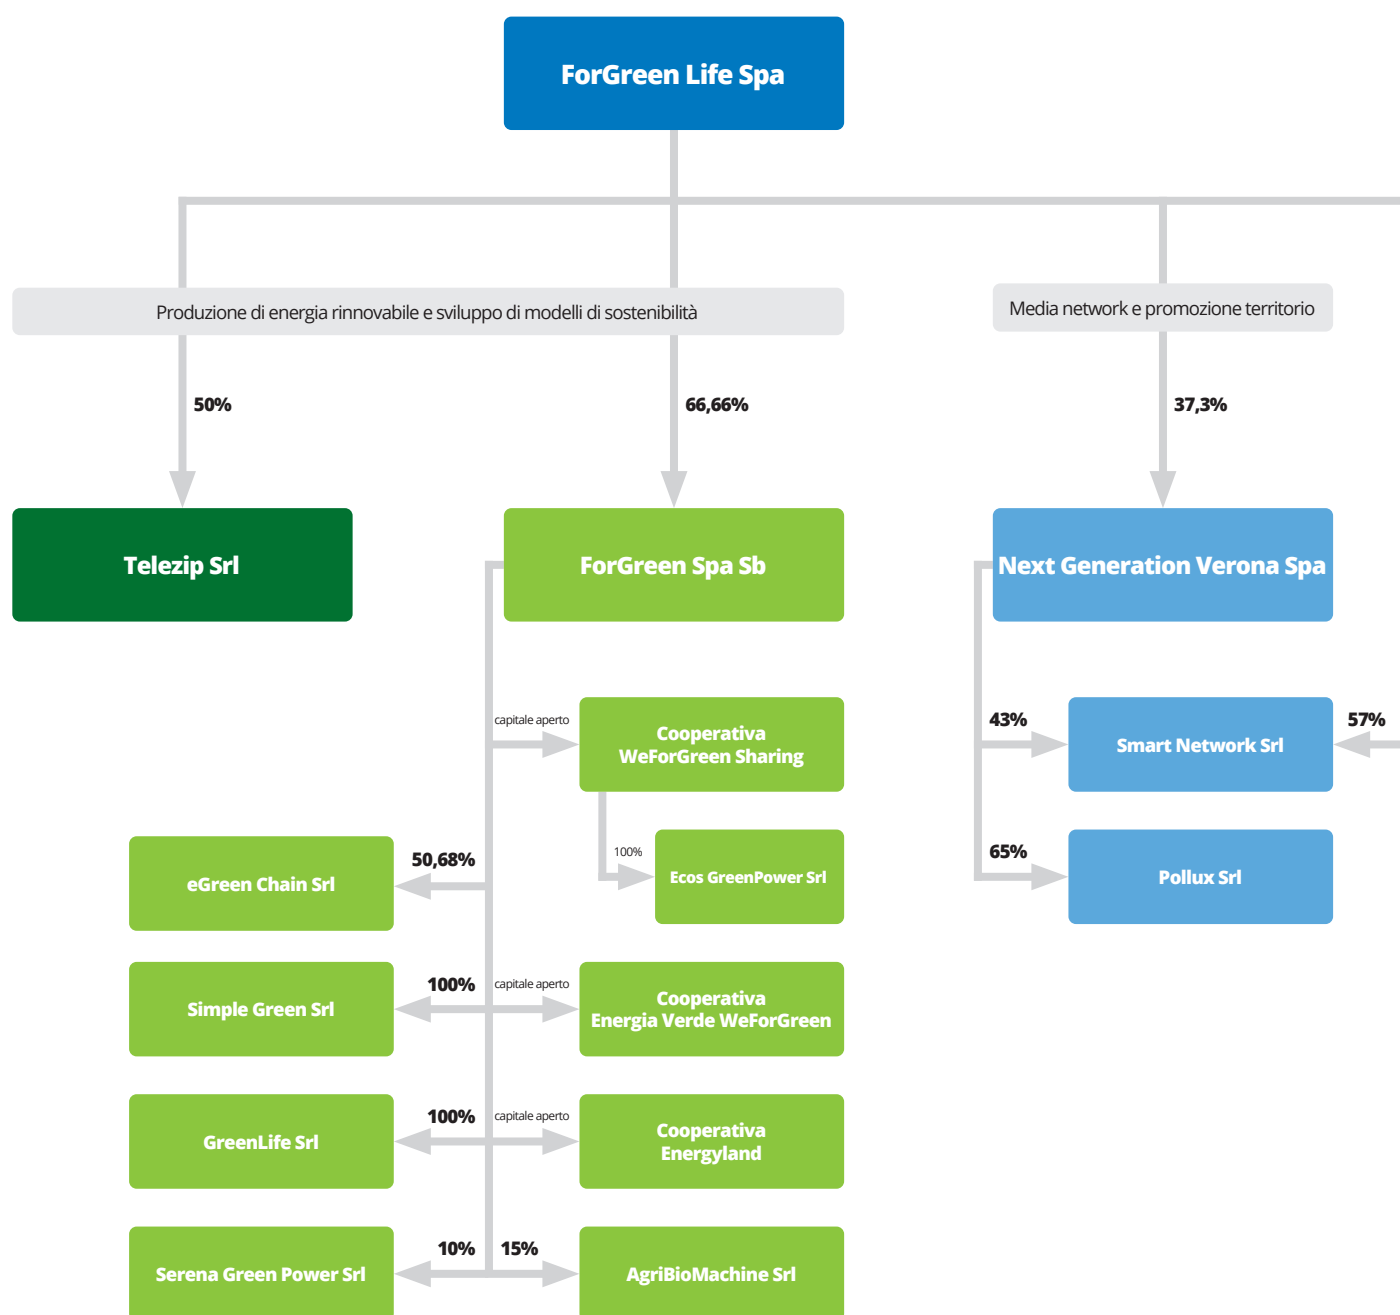 ForGreen Life Spa
Produzione di energia rinnovabile e sviluppo di modelli di sostenibilità
Media network e promozione territorio
50%
66,66%
37,3%
Telezip Srl
ForGreen Spa Sb
Next Generation Verona Spa
capitale aperto
Cooperativa
WeForGreen Sharing
43%
Smart Network Srl
57%
50,68%
eGreen Chain Srl
100%
Ecos GreenPower Srl
65%
Pollux Srl
100%
Simple Green Srl
capitale aperto
Cooperativa
Energia Verde WeForGreen
100%
GreenLife Srl
capitale aperto
Cooperativa
Energyland
10%
Serena Green Power Srl
15%
AgriBioMachine Srl